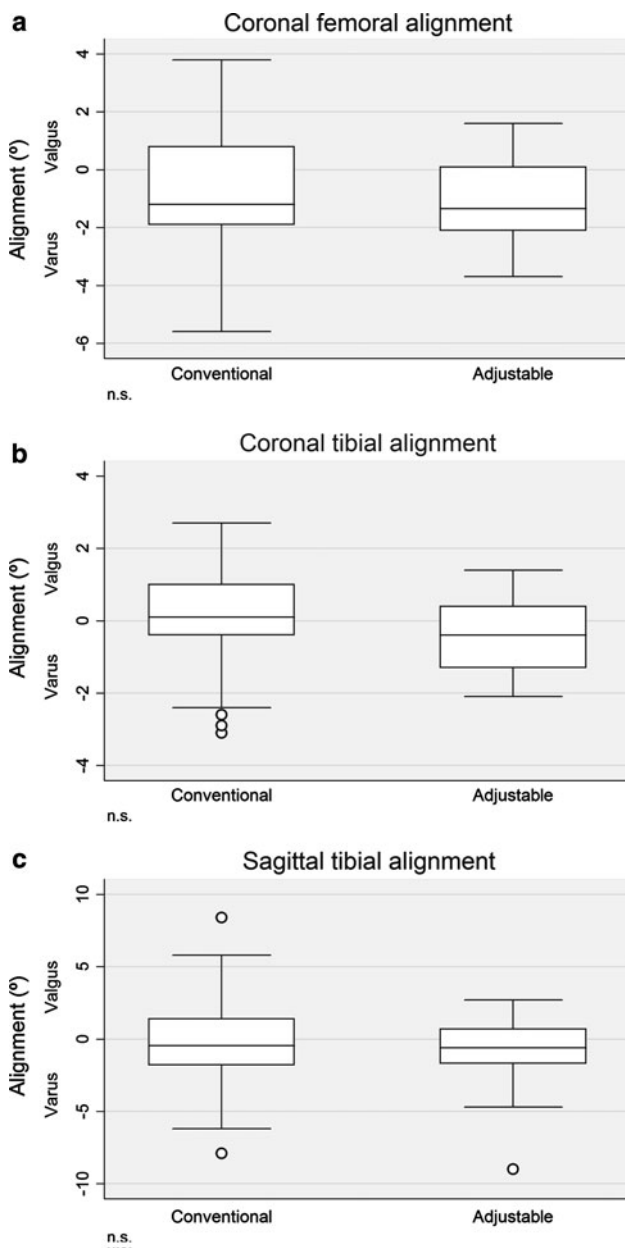 a
Coronal femoral alignment
Alignment (º)
Valgus
Varus
4
2
0
-2
-4
-6
Conventional
Adjustable
n.s.
b
Coronal tibial alignment
Alignment (º)
Valgus
Varus
4
2
0
-2
-4
Conventional
Adjustable
n.s.
c
Sagittal tibial alignment
Alignment (º)
Valgus
Varus
10
5
0
-5
-10
Conventional
Adjustable
n.s.